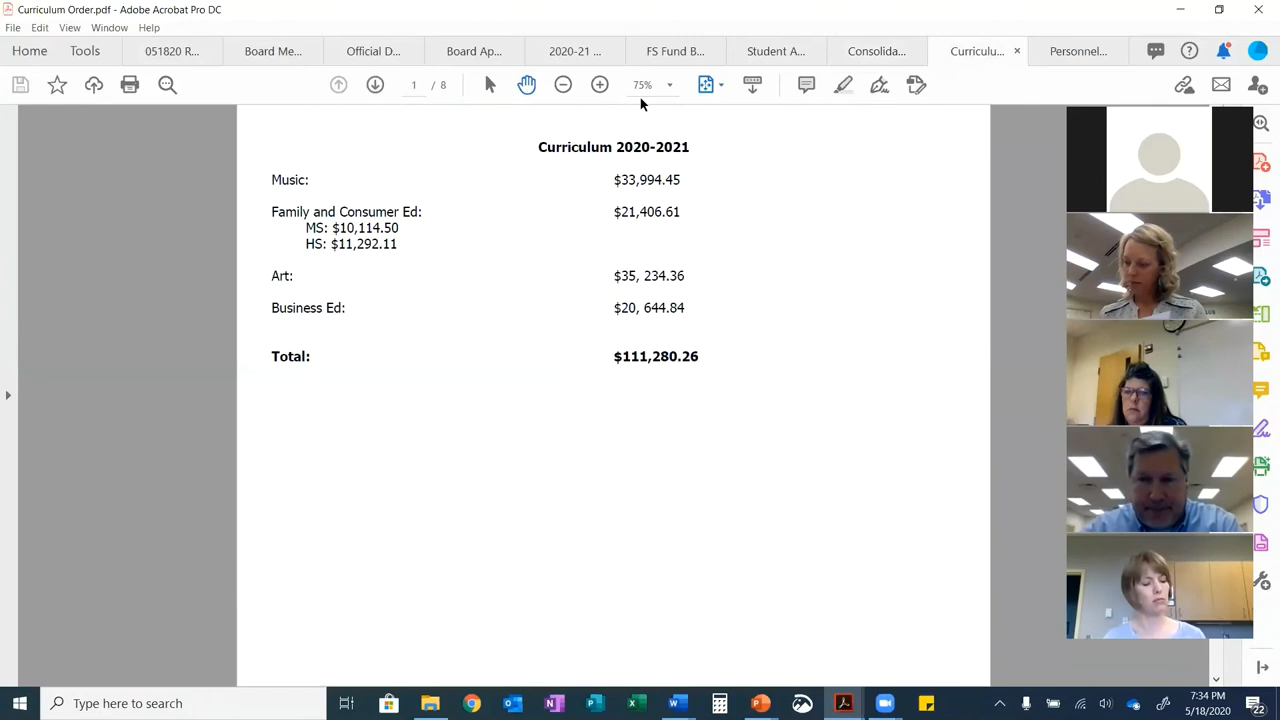 Curriculum Order.pdf - Adobe Acrobat Pro DC
File Edit View Window Help
Home Tools 051820 R... Board Me... Official D... Board Ap... 2020-21 ... FS Fund B... Student A... Consolida... Curriculu... × Personnel...
1 / 8 75%
Curriculum 2020-2021
Music: $33,994.45
Family and Consumer Ed: $21,406.61
MS: $10,114.50
HS: $11,292.11
Art: $35, 234.36
Business Ed: $20, 644.84
Total: $111,280.26
Type here to search
7:34 PM
5/18/2020
22